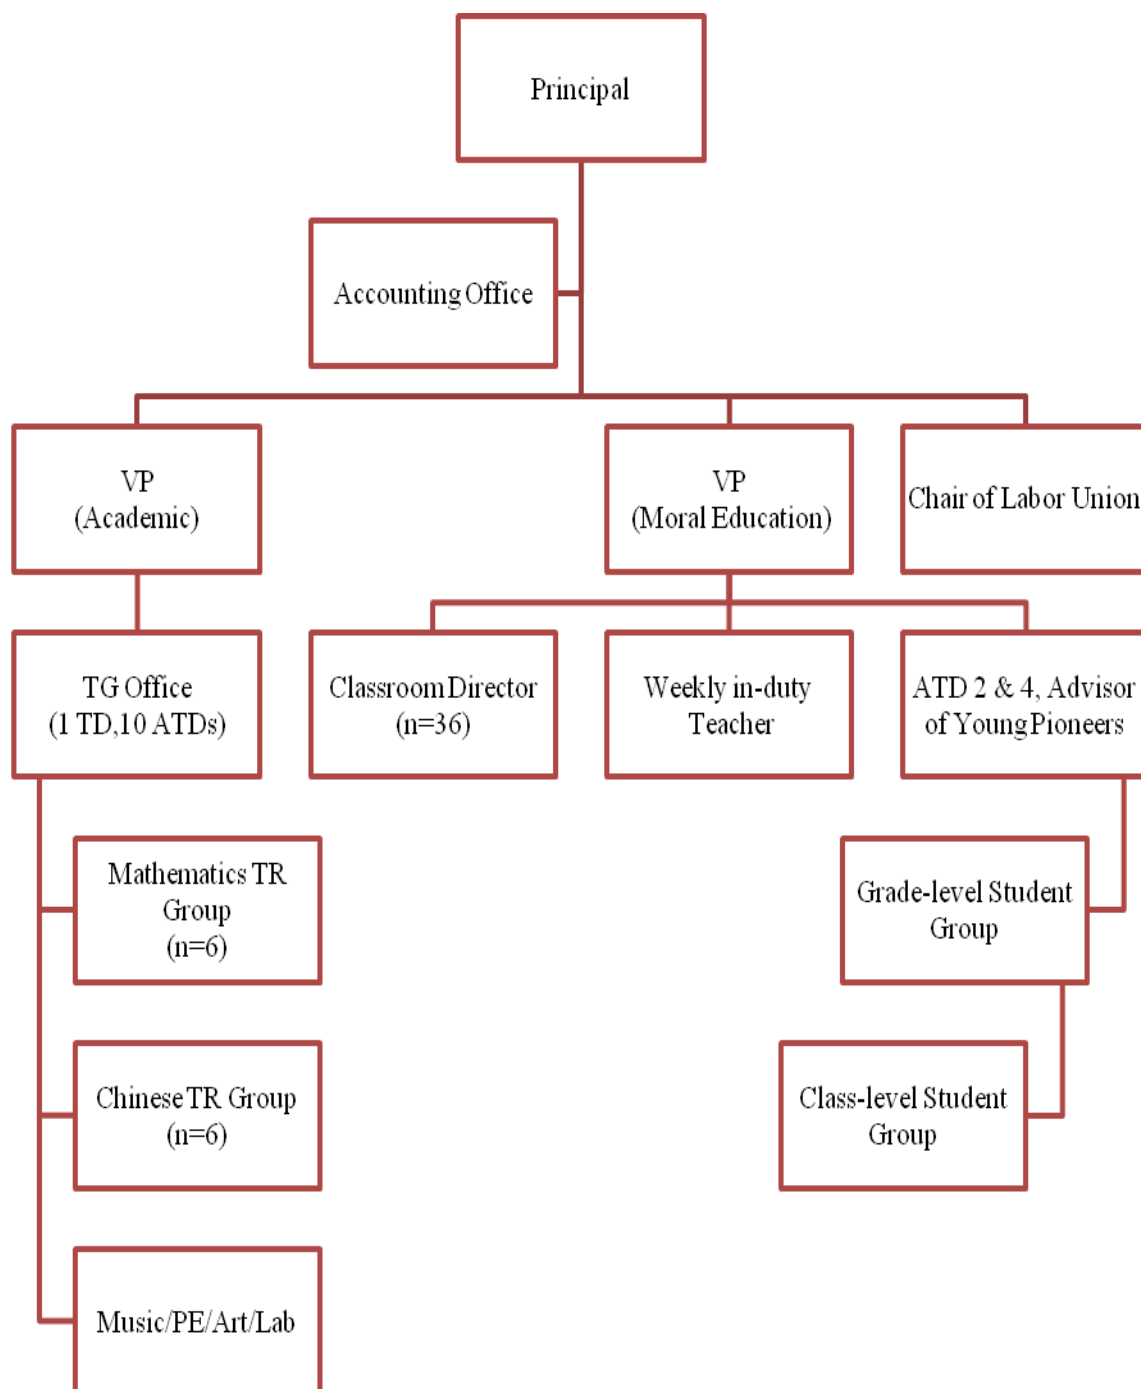 Principal
Accounting Office
VP
(Academic)
VP
(Moral Education)
Chair of Labor Union
TG Office
(1 TD,10 ATDs)
Classroom Director
(n=36)
Weekly in-duty
Teacher
ATD 2 & 4, Advisor
of Young Pioneers
Mathematics TR
Group
(n=6)
Grade-level Student
Group
Chinese TR Group
(n=6)
Class-level Student
Group
Music/PE/Art/Lab